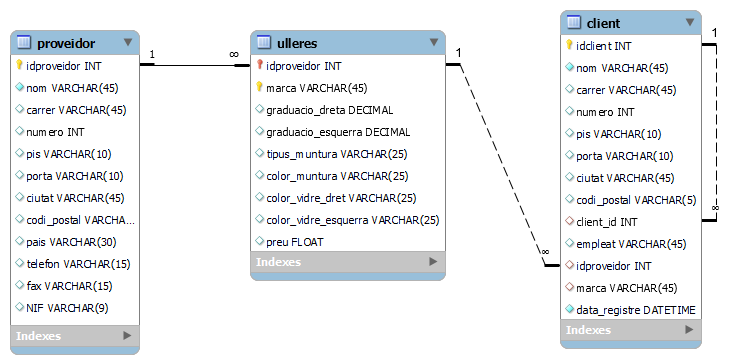 proveidor
idproveidor INT
nom VARCHAR(45)
carrer VARCHAR(45)
numero INT
pis VARCHAR(10)
porta VARCHAR(10)
ciutat VARCHAR(45)
codi_postal VARCHA...
pais VARCHAR(30)
telefon VARCHAR(15)
fax VARCHAR(15)
NIF VARCHAR(9)
Indexes
1
∞
ulleres
idproveidor INT
marca VARCHAR(45)
graduacio_dreta DECIMAL
graduacio_esquerra DECIMAL
tipus_muntura VARCHAR(25)
color_muntura VARCHAR(25)
color_vidre_dret VARCHAR(25)
color_vidre_esquerra VARCHAR(25)
preu FLOAT
Indexes
1
∞
client
idclient INT
nom VARCHAR(45)
carrer VARCHAR(45)
numero INT
pis VARCHAR(10)
porta VARCHAR(10)
ciutat VARCHAR(45)
codi_postal VARCHAR(5)
client_id INT
empleat VARCHAR(45)
idproveidor INT
marca VARCHAR(45)
data_registre DATETIME
Indexes
1
∞